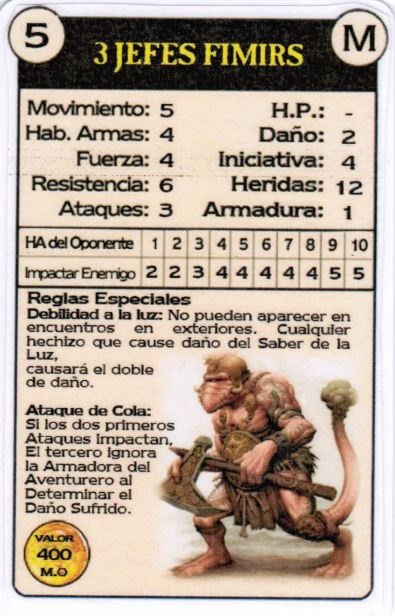 5
3 JEFES FIMIRS
M
Movimiento: 5 H.P.: -
Hab. Armas: 4 Daño: 2
Fuerza: 4 Iniciativa: 4
Resistencia: 6 Heridas: 12
Ataques: 3 Armadura: 1
HA del Oponente 1 2 3 4 5 6 7 8 9 10
Impactar Enemigo 2 2 3 4 4 4 4 4 5 5
Reglas Especiales
Debilidad a la luz: No pueden aparecer en
encuentros en exteriores. Cualquier
hechizo que cause daño del Saber de la
Luz,
causará el doble
de daño.
Ataque de Cola:
Si los dos primeros
Ataques impactan,
El tercero ignora
la Armadora del
Aventurero al
Determinar el
Daño Sufrido.
VALOR
400
M.O